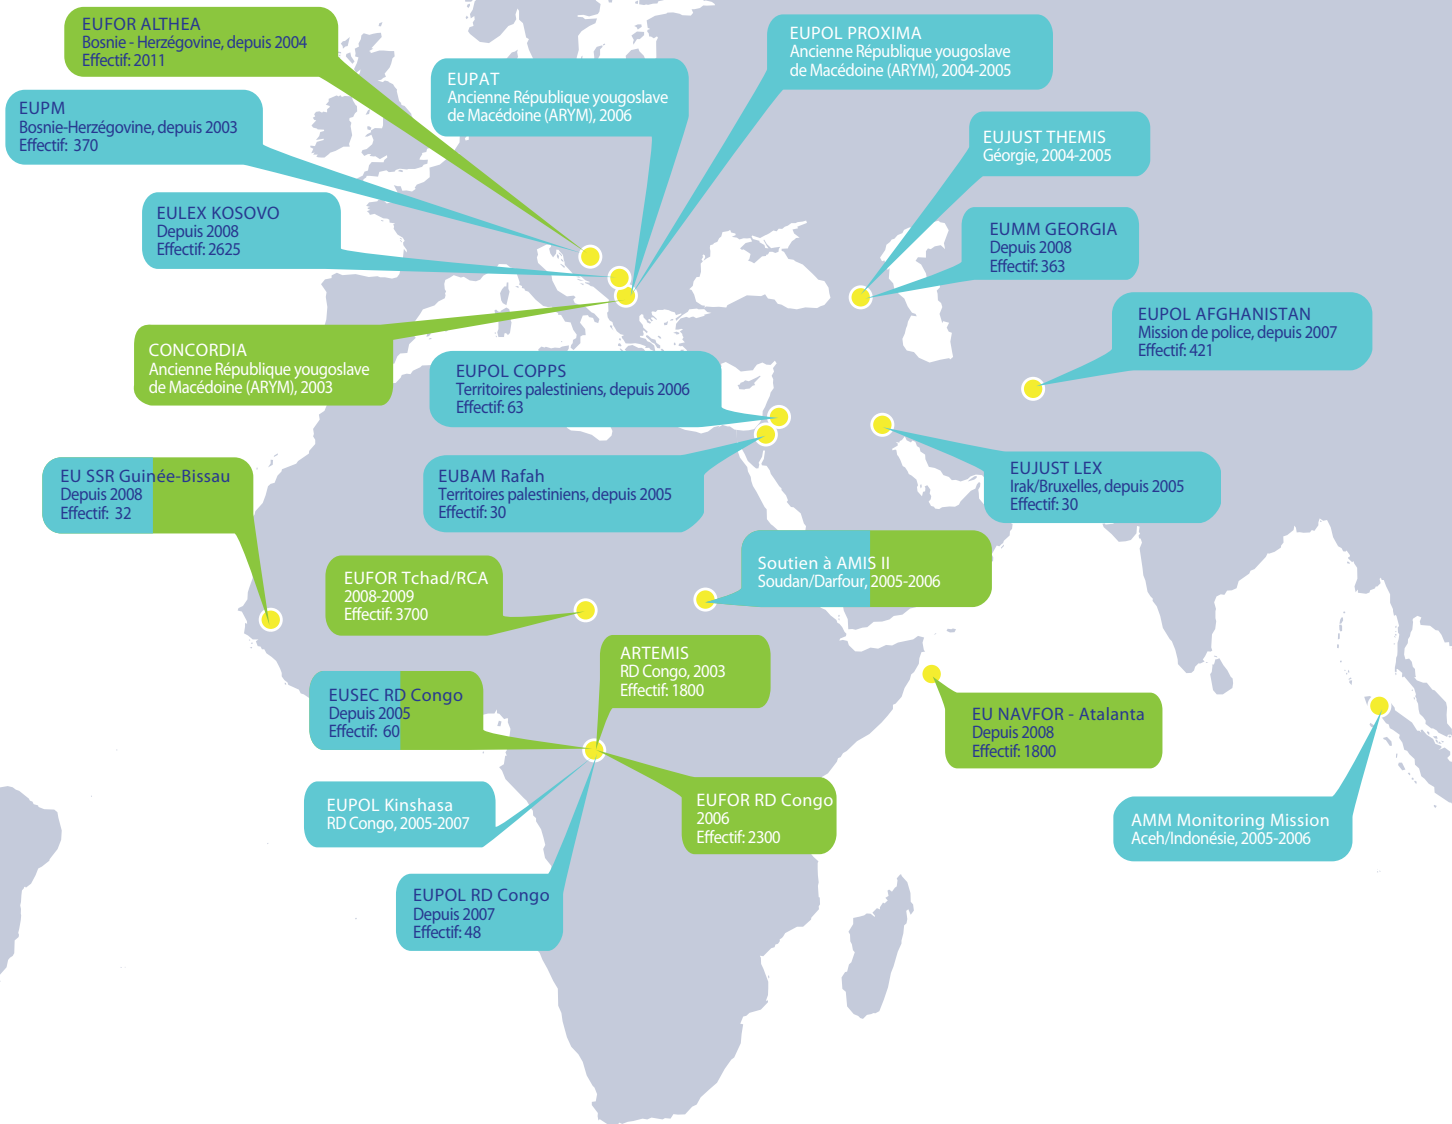 EUFOR ALTHEA
Bosnie - Herzégovine, depuis 2004
Effectif: 2011
EUPM
Bosnie-Herzégovine, depuis 2003
Effectif: 370
EUPAT
Ancienne République yougoslave
de Macédoine (ARYM), 2006
EUPOL PROXIMA
Ancienne République yougoslave
de Macédoine (ARYM), 2004-2005
EUJUST THEMIS
Géorgie, 2004-2005
EULEX KOSOVO
Depuis 2008
Effectif: 2625
EUMM GEORGIA
Depuis 2008
Effectif: 363
EUPOL AFGHANISTAN
Mission de police, depuis 2007
Effectif: 421
CONCORDIA
Ancienne République yougoslave
de Macédoine (ARYM), 2003
EUPOL COPPS
Territoires palestiniens, depuis 2006
Effectif: 63
EU SSR Guinée-Bissau
Depuis 2008
Effectif: 32
EUBAM Rafah
Territoires palestiniens, depuis 2005
Effectif: 30
EUJUST LEX
Irak/Bruxelles, depuis 2005
Effectif: 30
Soutien à AMIS II
Soudan/Darfour, 2005-2006
EUFOR Tchad/RCA
2008-2009
Effectif: 3700
ARTEMIS
RD Congo, 2003
Effectif: 1800
EUSEC RD Congo
Depuis 2005
Effectif: 60
EU NAVFOR - Atalanta
Depuis 2008
Effectif: 1800
EUPOL Kinshasa
RD Congo, 2005-2007
EUFOR RD Congo
2006
Effectif: 2300
AMM Monitoring Mission
Aceh/Indonésie, 2005-2006
EUPOL RD Congo
Depuis 2007
Effectif: 48